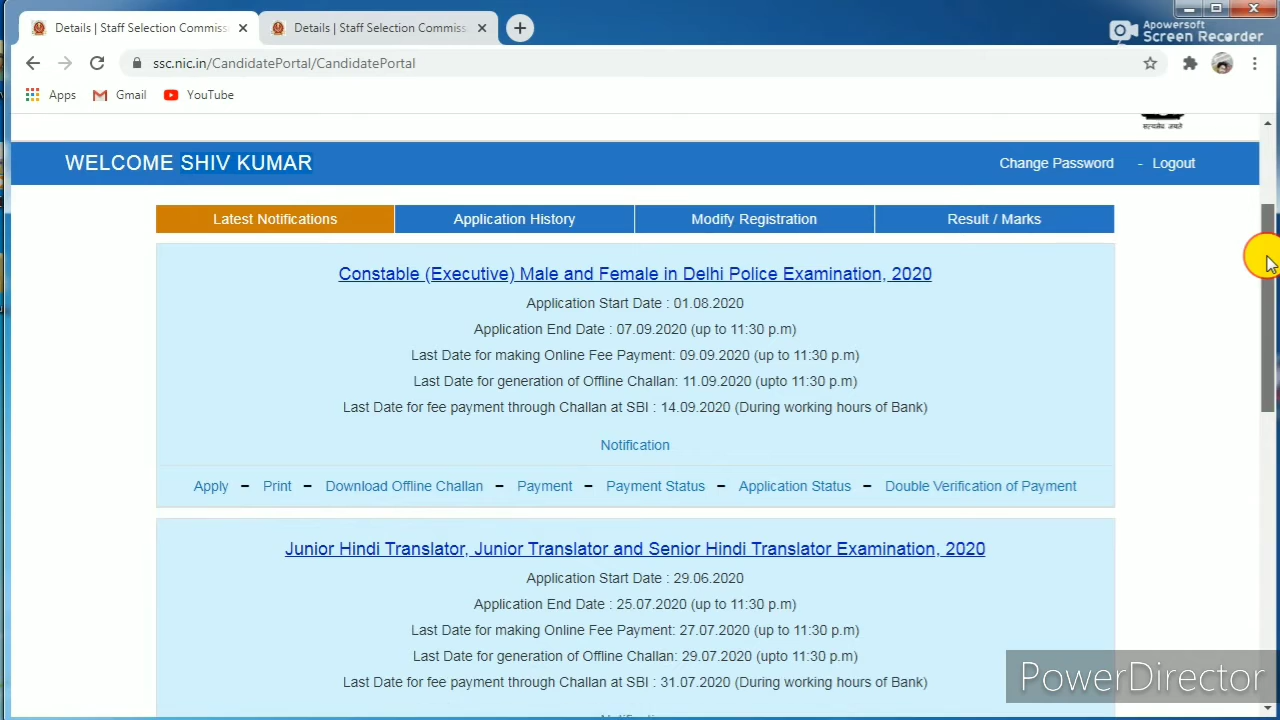 Details | Staff Selection Commiss
Details | Staff Selection Commiss
Apowersoft
Screen Recorder
ssc.nic.in/CandidatePortal/CandidatePortal
Apps Gmail YouTube
सत्यमेव जयते
WELCOME SHIV KUMAR
Change Password - Logout
Latest Notifications Application History Modify Registration Result / Marks
Constable (Executive) Male and Female in Delhi Police Examination, 2020
Application Start Date : 01.08.2020
Application End Date : 07.09.2020 (up to 11:30 p.m)
Last Date for making Online Fee Payment: 09.09.2020 (up to 11:30 p.m)
Last Date for generation of Offline Challan: 11.09.2020 (upto 11:30 p.m)
Last Date for fee payment through Challan at SBI : 14.09.2020 (During working hours of Bank)
Notification
Apply - Print - Download Offline Challan - Payment - Payment Status - Application Status - Double Verification of Payment
Junior Hindi Translator, Junior Translator and Senior Hindi Translator Examination, 2020
Application Start Date : 29.06.2020
Application End Date : 25.07.2020 (up to 11:30 p.m)
Last Date for making Online Fee Payment: 27.07.2020 (up to 11:30 p.m)
Last Date for generation of Offline Challan: 29.07.2020 (upto 11:30 p.m)
Last Date for fee payment through Challan at SBI : 31.07.2020 (During working hours of Bank)
PowerDirector